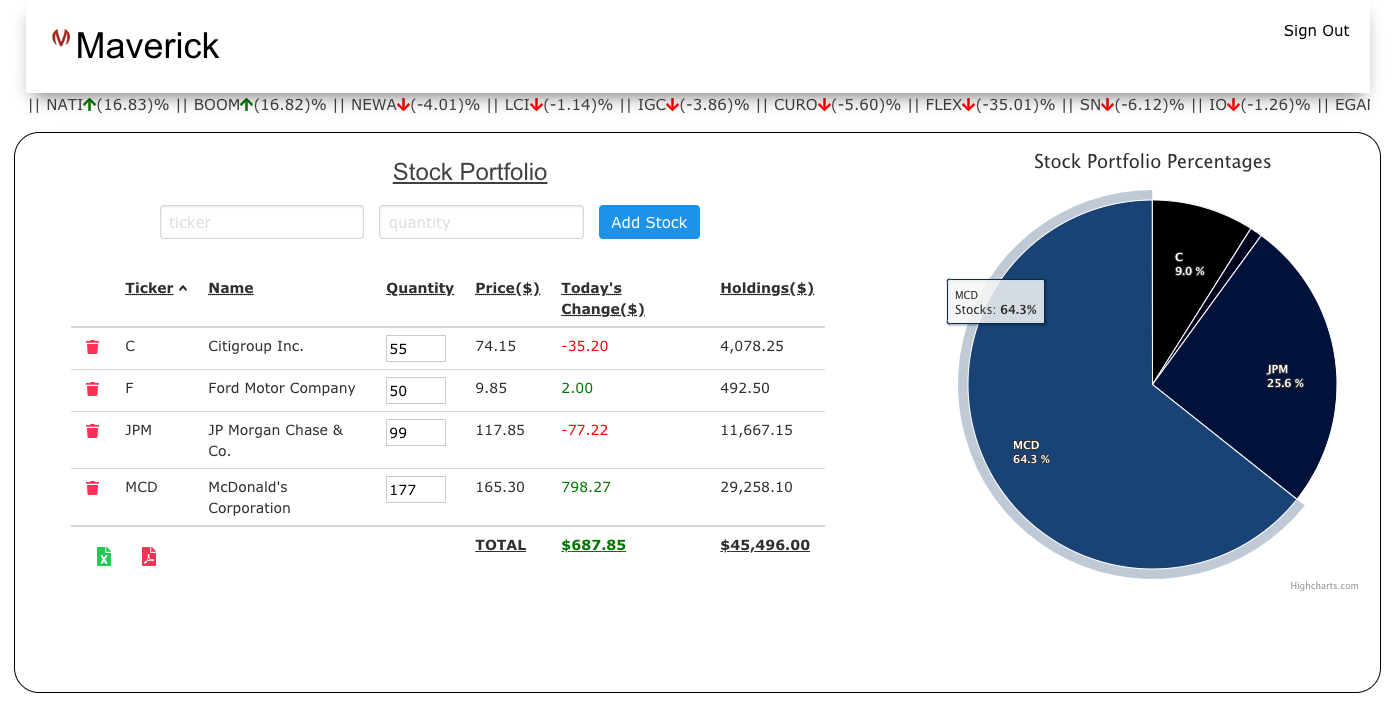 Maverick
Sign Out
|| NATI(16.83)% || BOOM(16.82)% || NEWA(-4.01)% || LCI(-1.14)% || IGC(-3.86)% || CURO(-5.60)% || FLEX(-35.01)% || SN(-6.12)% || IO(-1.26)% || EGAN
Stock Portfolio
ticker
quantity
Add Stock
Ticker Name Quantity Price($) Today's Holdings($)
Change($)
C Citigroup Inc. 55 74.15 -35.20 4,078.25
F Ford Motor Company 50 9.85 2.00 492.50
JPM JP Morgan Chase & 99 117.85 -77.22 11,667.15
Co.
MCD McDonald's 177 165.30 798.27 29,258.10
Corporation
TOTAL $687.85 $45,496.00
Stock Portfolio Percentages
C
9.0 %
MCD
Stocks: 64.3%
JPM
25.6 %
MCD
64.3 %
Highcharts.com